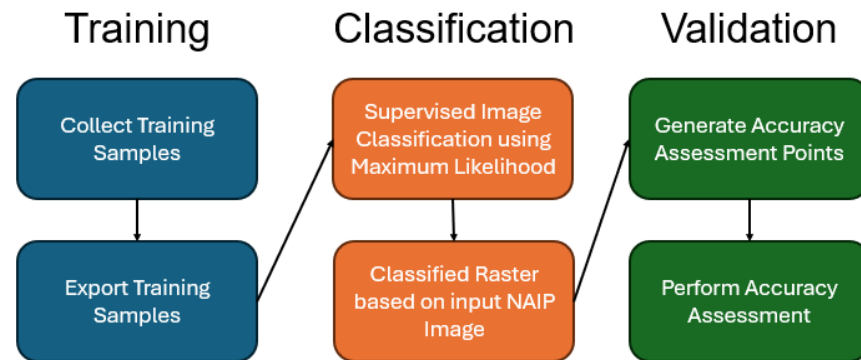 Training
Collect Training
Samples
Export Training
Samples
Classification
Supervised Image
Classification using
Maximum Likelihood
Classified Raster
based on input NAIP
Image
Validation
Generate Accuracy
Assessment Points
Perform Accuracy
Assessment